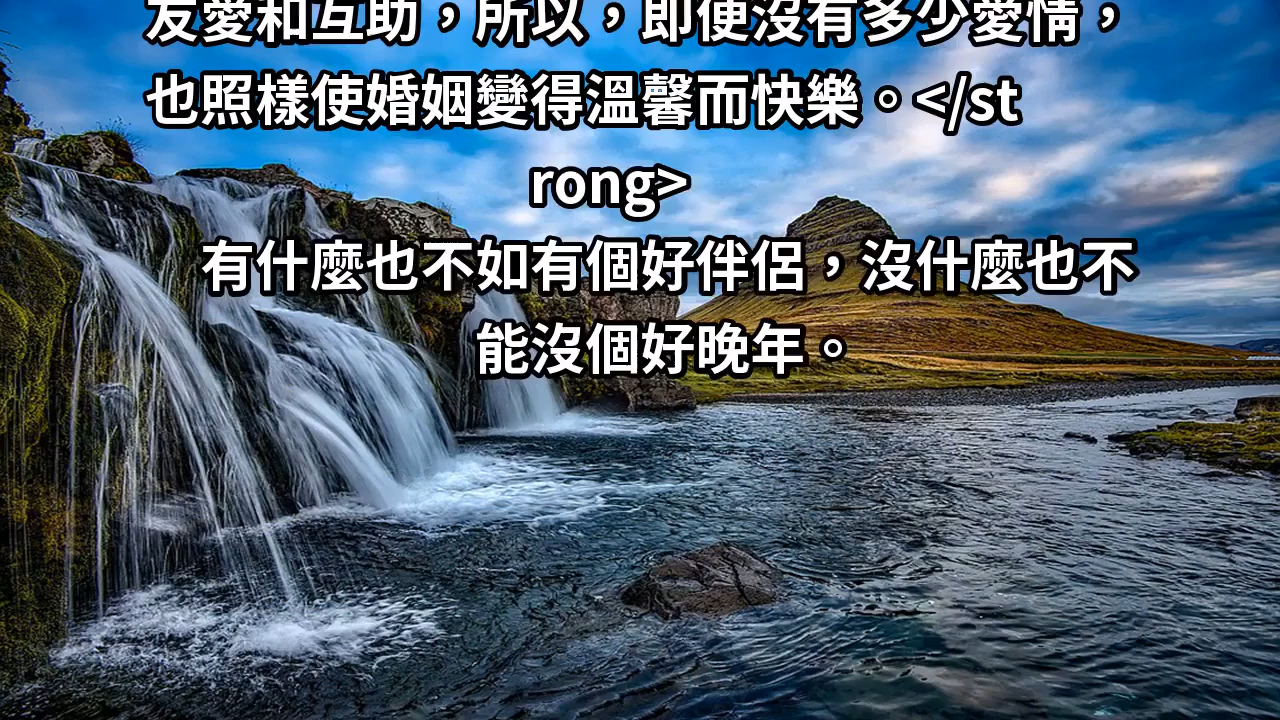 友愛和互助，所以，即便沒有多少愛情，
也照樣使婚姻變得溫馨而快樂。</st
rong>
有什麼也不如有個好伴侶，沒什麼也不
能沒個好晚年。